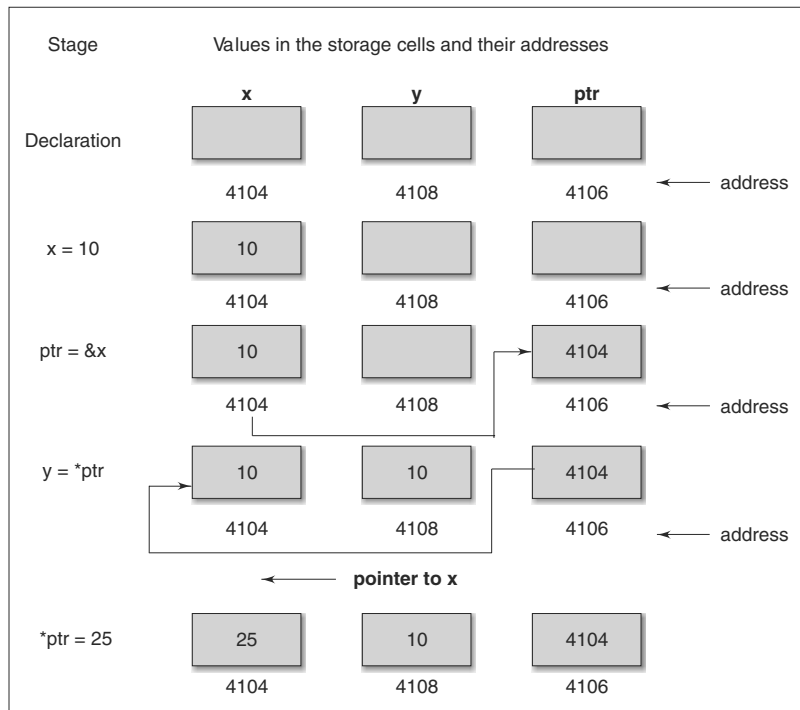 Stage Values in the storage cells and their addresses
x y ptr
Declaration
4104 4108 4106 address
x = 10 10
4104 4108 4106 address
ptr = &x 10 4104
4104 4108 4106 address
y = *ptr 10 10 4104
4104 4108 4106 address
pointer to x
*ptr = 25 25 10 4104
4104 4108 4106